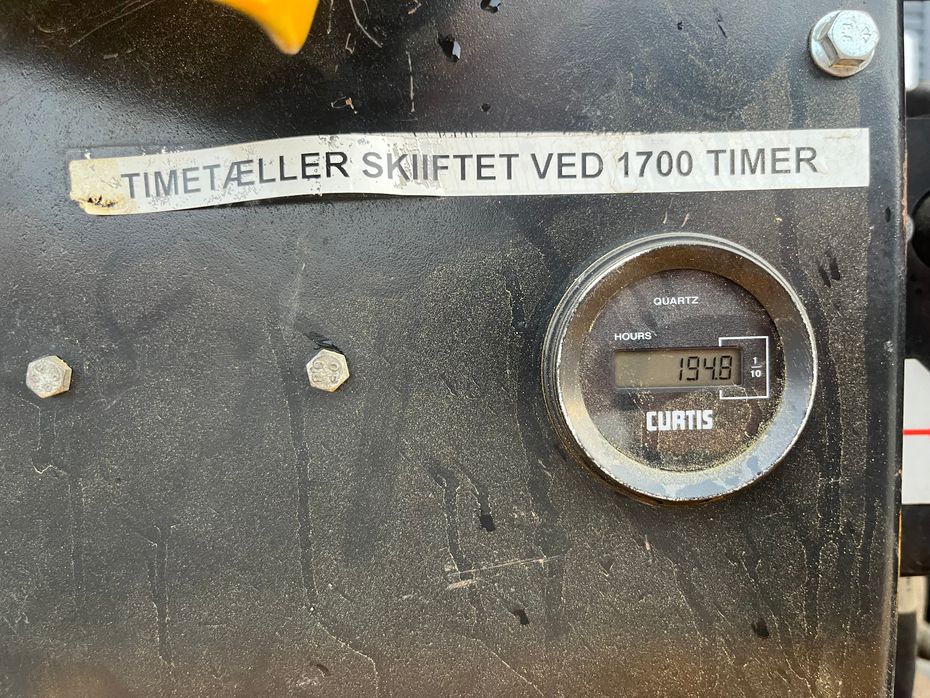 TIMETÆLLER SKIIFTET VED 1700 TIMER
QUARTZ
HOURS
194.8
1/10
CURTIS